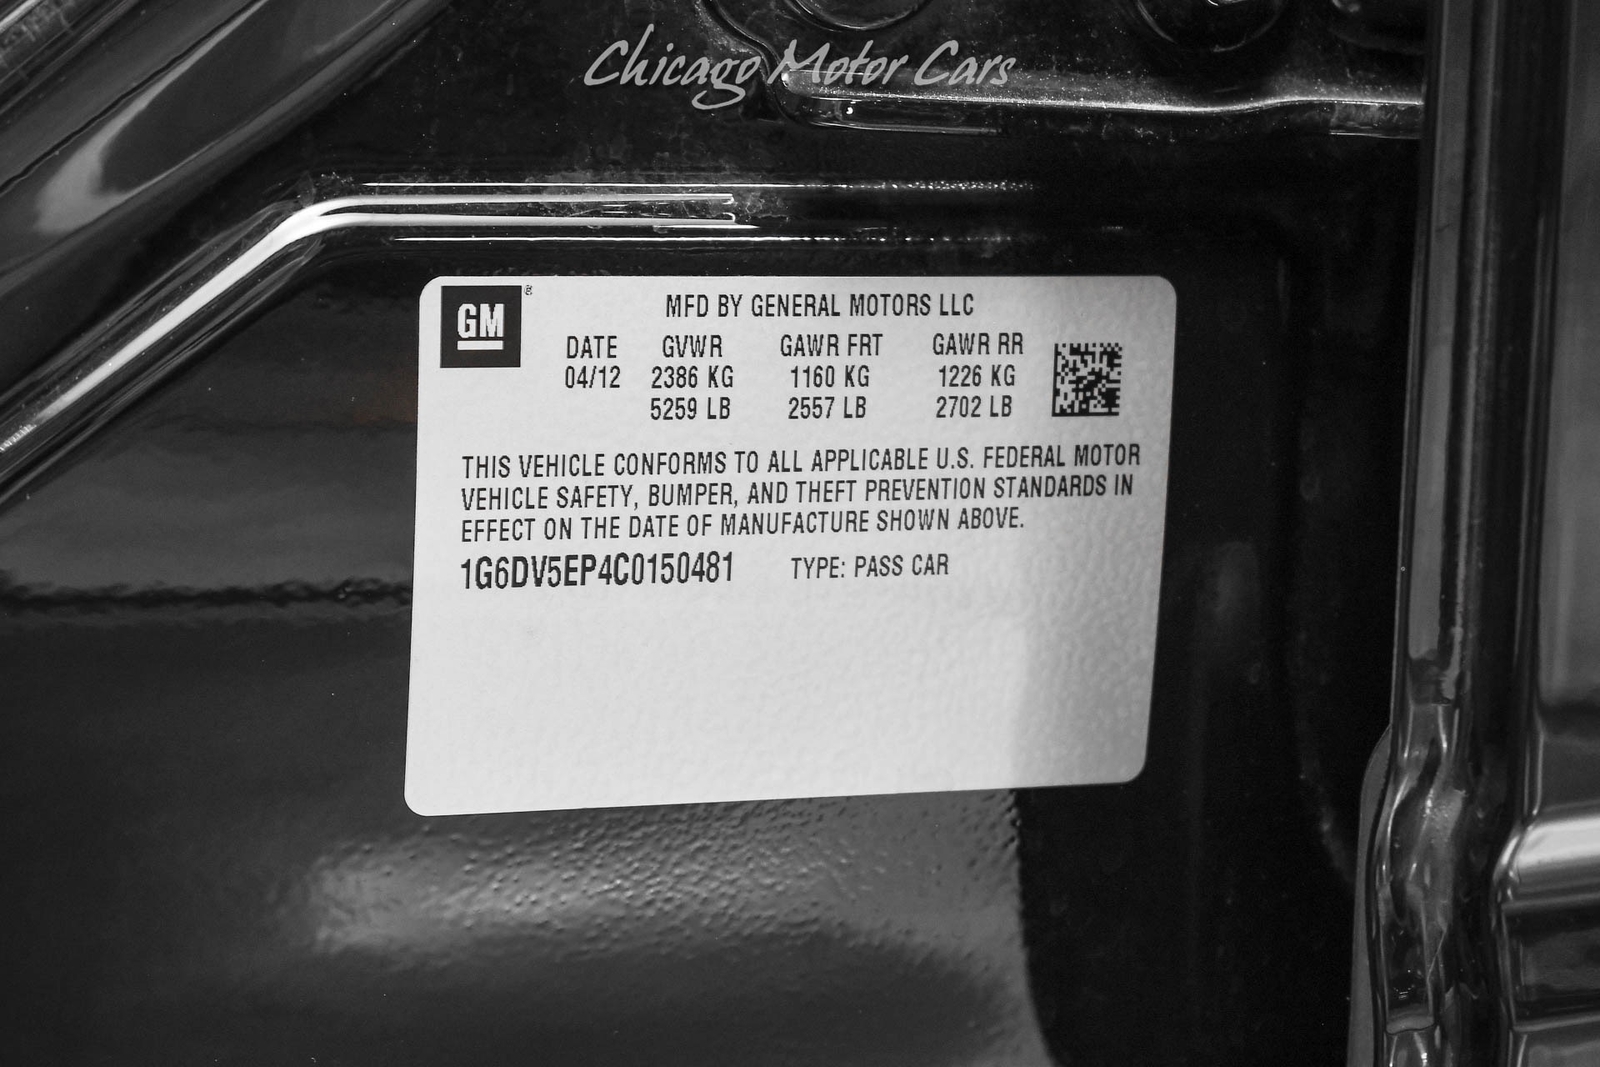 Chicago Motor Cars
GM ®
MFD BY GENERAL MOTORS LLC
DATE GVWR GAWR FRT GAWR RR
04/12 2386 KG 1160 KG 1226 KG
5259 LB 2557 LB 2702 LB
THIS VEHICLE CONFORMS TO ALL APPLICABLE U.S. FEDERAL MOTOR
VEHICLE SAFETY, BUMPER, AND THEFT PREVENTION STANDARDS IN
EFFECT ON THE DATE OF MANUFACTURE SHOWN ABOVE.
1G6DV5EP4C0150481 TYPE: PASS CAR